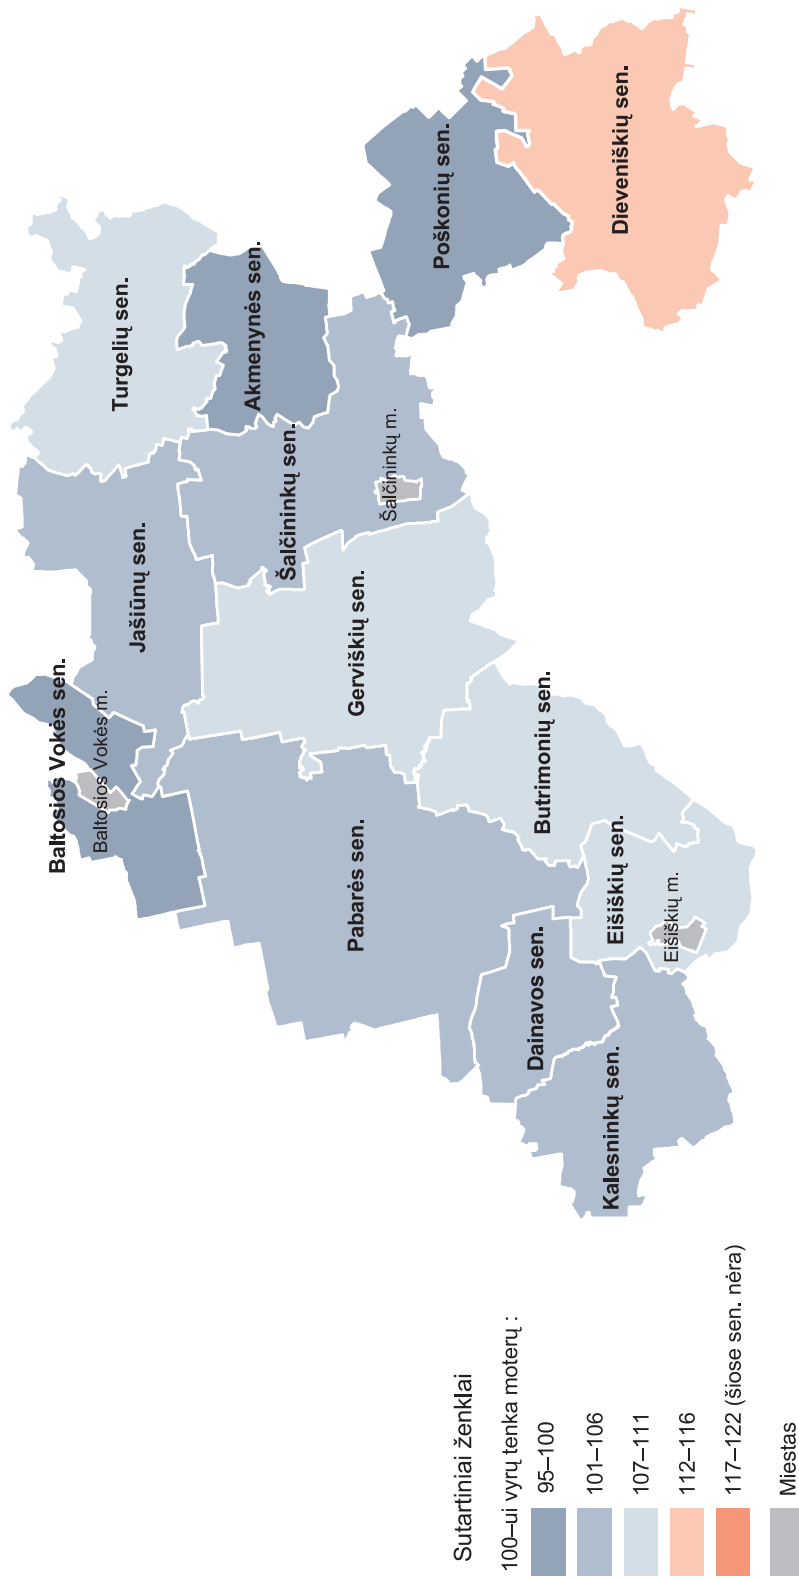 Baltosios Vokės sen.
Baltosios Vokės m.
Jašiūnų sen.
Turgelių sen.
Akmenynės sen.
Šalčininkų sen.
Šalčininkų m.
Poškonių sen.
Dieveniškių sen.
Gerviškių sen.
Pabarės sen.
Butrimonių sen.
Eišiškių sen.
Eišiškių m.
Dainavos sen.
Kalesninkų sen.
Sutartiniai ženklai
100–ui vyrų tenka moterų :
95–100
101–106
107–111
112–116
117–122 (šiose sen. nėra)
Miestas